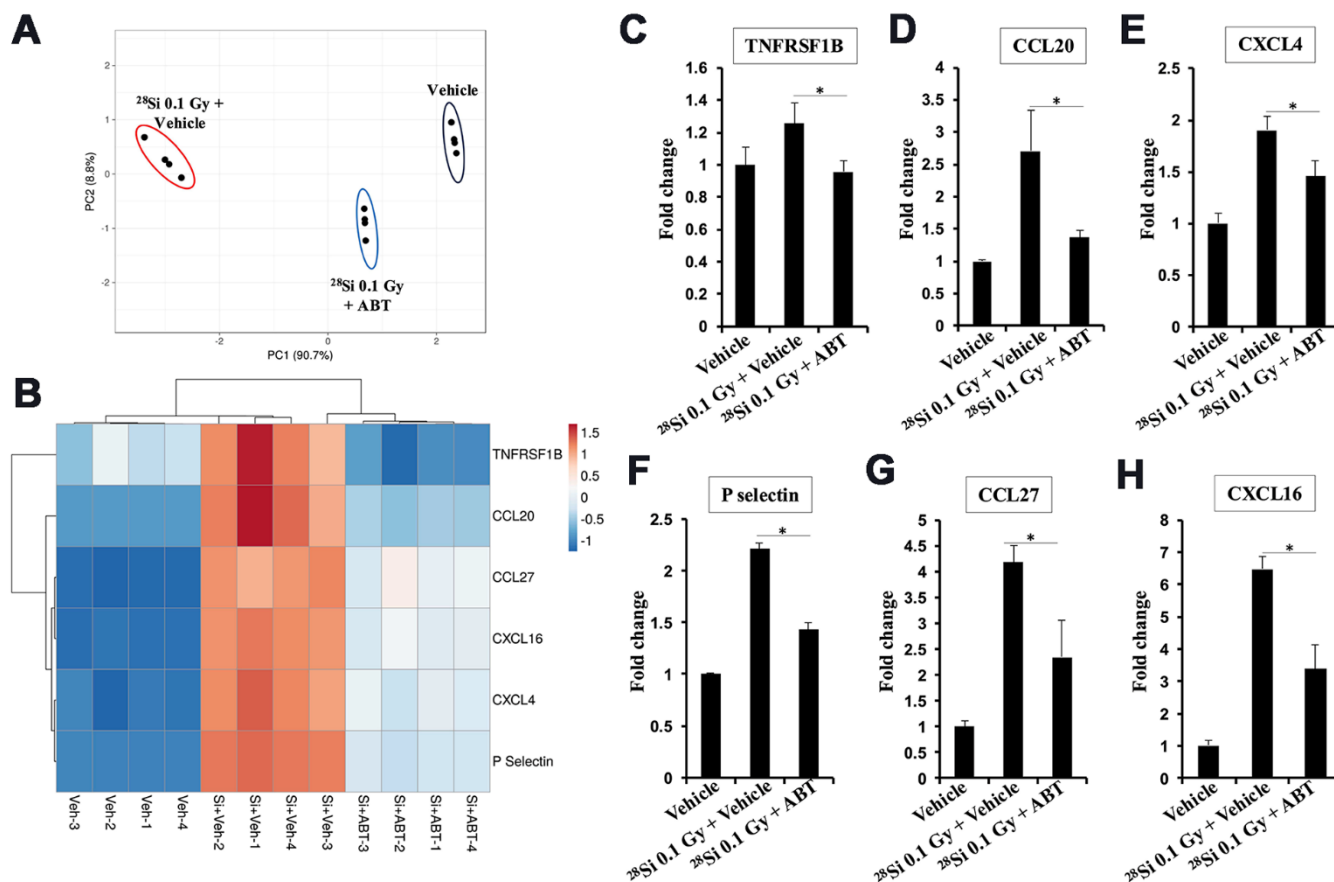 A
²⁸Si 0.1 Gy +
Vehicle
Vehicle
²⁸Si 0.1 Gy
+ ABT
PC2 (8.8%)
2
1
0
-1
-2
-2
0
2
PC1 (90.7%)
B
TNFRSF1B
CCL20
CCL27
CXCL16
CXCL4
P Selectin
1.5
1
0.5
0
-0.5
-1
Veh-3
Veh-2
Veh-1
Veh-4
Si+Veh-2
Si+Veh-1
Si+Veh-4
Si+Veh-3
Si+ABT-3
Si+ABT-2
Si+ABT-1
Si+ABT-4
C
TNFRSF1B
Fold change
1.6
1.4
1.2
1
0.8
0.6
0.4
0.2
0
*
Vehicle
²⁸Si 0.1 Gy + Vehicle
²⁸Si 0.1 Gy + ABT
D
CCL20
Fold change
4
3.5
3
2.5
2
1.5
1
0.5
0
*
Vehicle
²⁸Si 0.1 Gy + Vehicle
²⁸Si 0.1 Gy + ABT
E
CXCL4
Fold change
2.5
2
1.5
1
0.5
0
*
Vehicle
²⁸Si 0.1 Gy + Vehicle
²⁸Si 0.1 Gy + ABT
F
P selectin
Fold change
2.5
2
1.5
1
0.5
0
*
Vehicle
²⁸Si 0.1 Gy + Vehicle
²⁸Si 0.1 Gy + ABT
G
CCL27
Fold change
5
4.5
4
3.5
3
2.5
2
1.5
1
0.5
0
*
Vehicle
²⁸Si 0.1 Gy + Vehicle
²⁸Si 0.1 Gy + ABT
H
CXCL16
Fold change
8
7
6
5
4
3
2
1
0
*
Vehicle
²⁸Si 0.1 Gy + Vehicle
²⁸Si 0.1 Gy + ABT